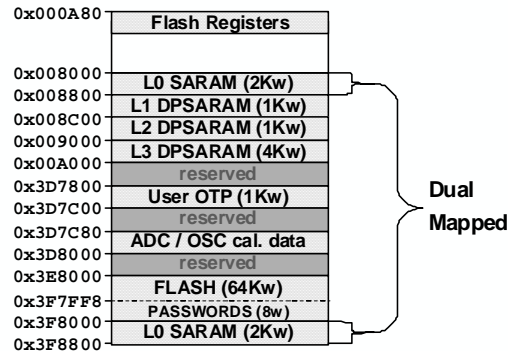 0x000A80
Flash Registers
0x008000
L0 SARAM (2Kw)
0x008800
L1 DPSARAM (1Kw)
0x008C00
L2 DPSARAM (1Kw)
0x009000
L3 DPSARAM (4Kw)
0x00A000
reserved
0x3D7800
User OTP (1Kw)
0x3D7C00
reserved
0x3D7C80
ADC / OSC cal. data
0x3D8000
reserved
0x3E8000
FLASH (64Kw)
0x3F7FF8
PASSWORDS (8w)
0x3F8000
L0 SARAM (2Kw)
0x3F8800
Dual
Mapped